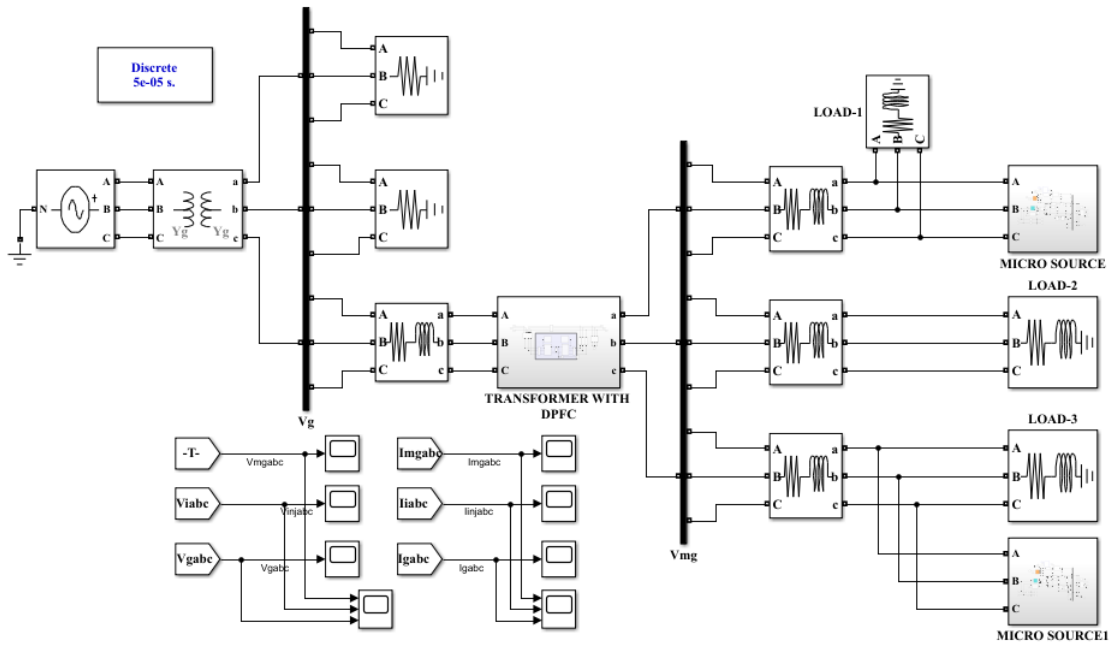 Discrete
5e-05 s.
N
A
B
C
A
B
C
Yg
Yg
a
b
c
A
B
C
A
B
C
A
B
C
a
b
c
A
B
C
a
b
c
TRANSFORMER WITH
DPFC
Vg
LOAD-1
A
B
C
A
B
C
a
b
c
A
B
C
MICRO SOURCE
LOAD-2
A
B
C
a
b
c
A
B
C
LOAD-3
A
B
C
a
b
c
A
B
C
A
B
C
MICRO SOURCE1
Vmg
-T-
Vmgabc
Viabc
Vinjabc
Vgabc
Vgabc
Imgabc
Imgabc
Iiabc
Iinjabc
Igabc
Igabc